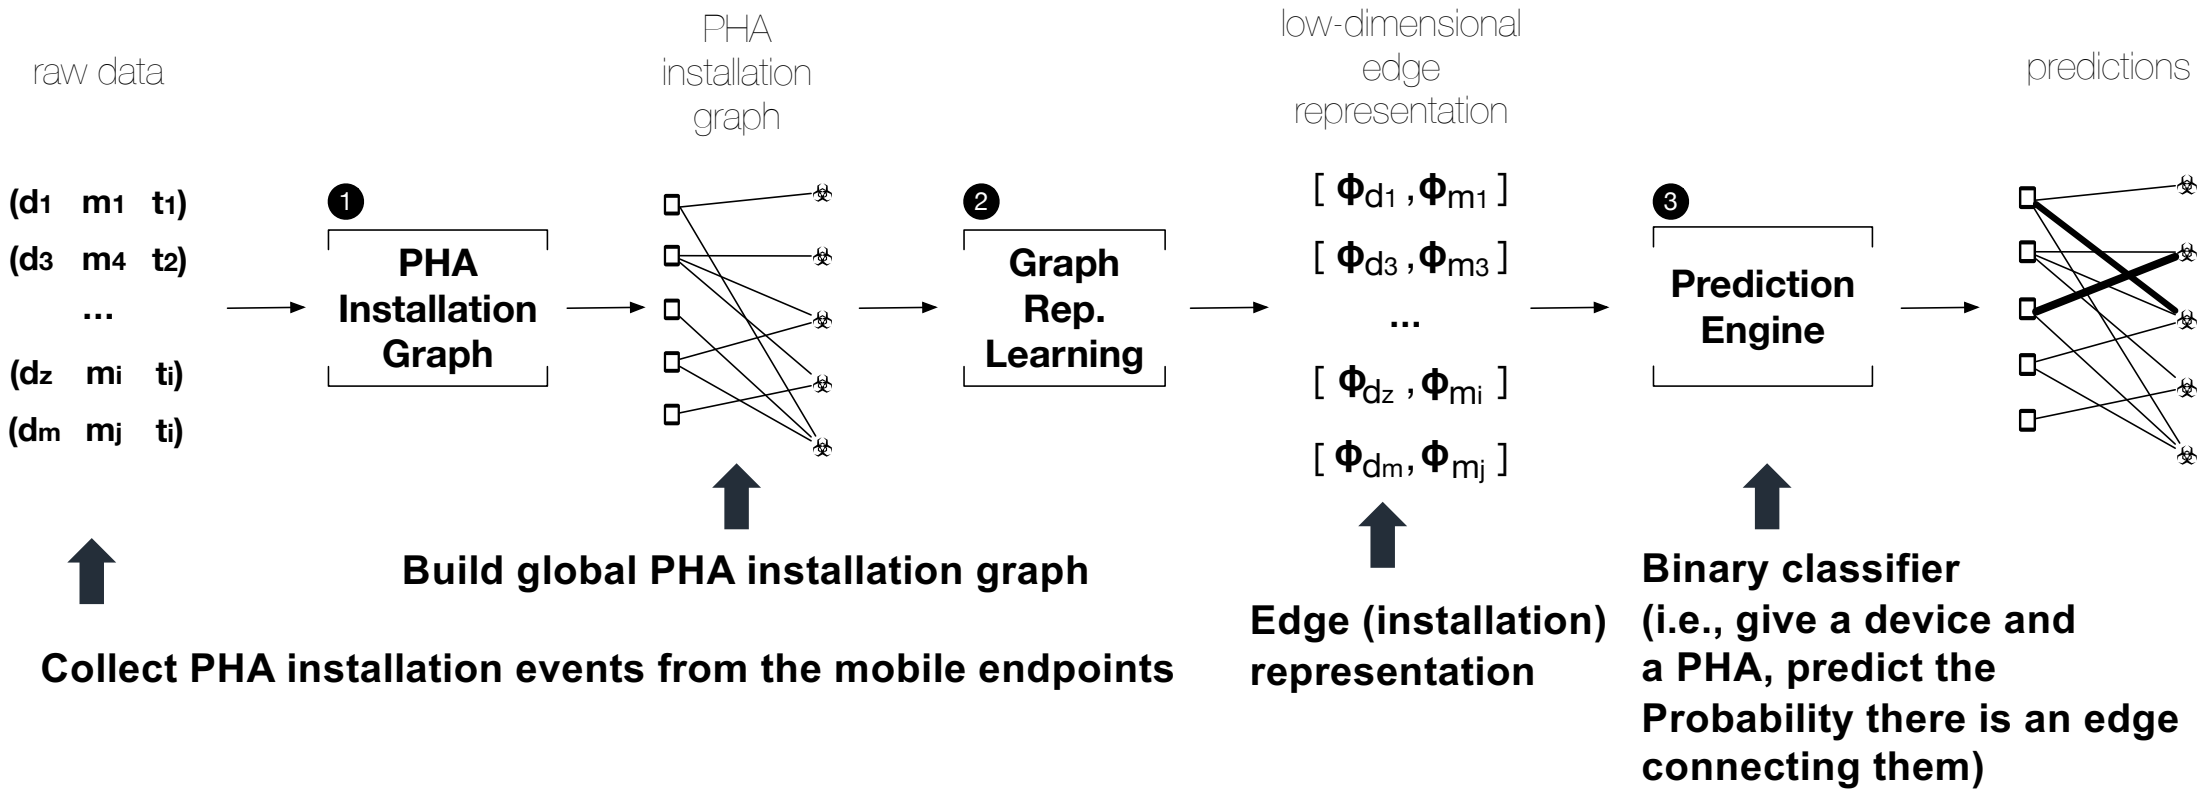 raw data
PHA
installation
graph
low-dimensional
edge
representation
predictions
(d1 m1 t1)
(d3 m4 t2)
...
(dz mi ti)
(dm mj ti)
1
PHA
Installation
Graph
2
Graph
Rep.
Learning
[ Φd1 , Φm1 ]
[ Φd3 , Φm3 ]
...
[ Φdz , Φmi ]
[ Φdm , Φmj ]
3
Prediction
Engine
Collect PHA installation events from the mobile endpoints
Build global PHA installation graph
Edge (installation)
representation
Binary classifier
(i.e., give a device and
a PHA, predict the
Probability there is an edge
connecting them)